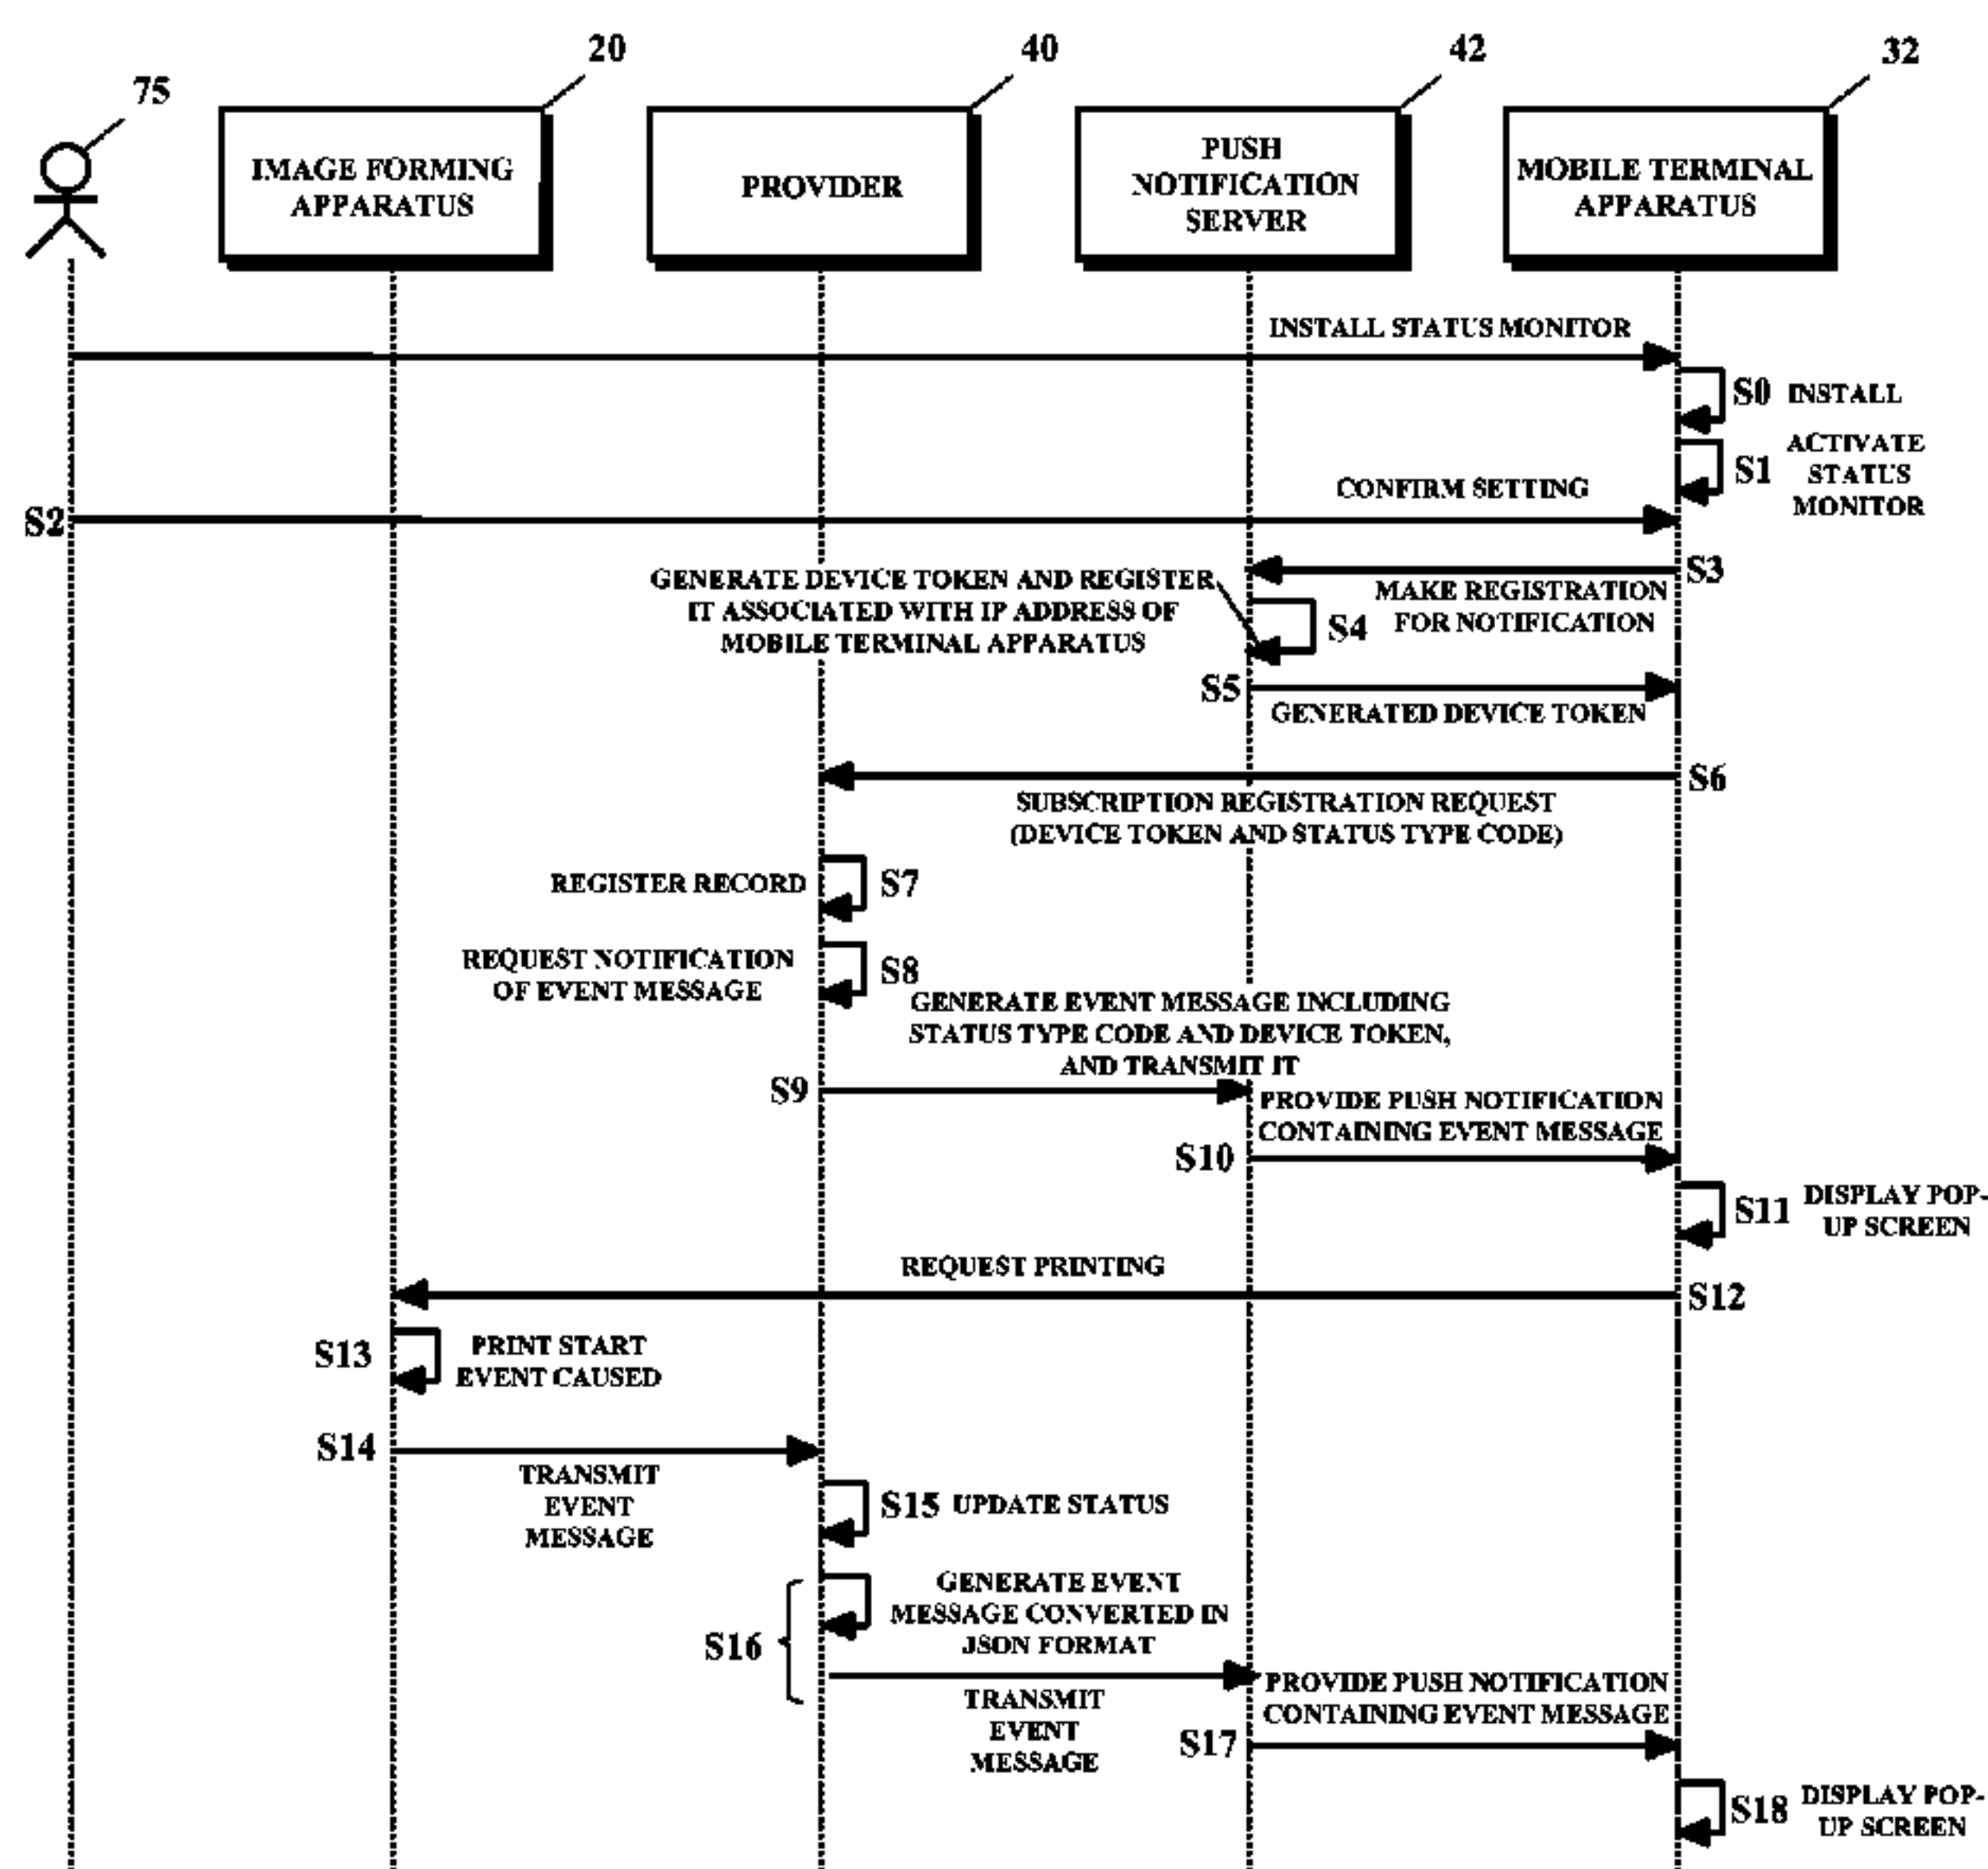 75
20
40
42
32
IMAGE FORMING
APPARATUS
PROVIDER
PUSH
NOTIFICATION
SERVER
MOBILE TERMINAL
APPARATUS
INSTALL STATUS MONITOR
S0 INSTALL
S1
ACTIVATE
STATUS
MONITOR
CONFIRM SETTING
S2
S3
MAKE REGISTRATION
FOR NOTIFICATION
GENERATE DEVICE TOKEN AND REGISTER
IT ASSOCIATED WITH IP ADDRESS OF
MOBILE TERMINAL APPARATUS
S4
S5
GENERATED DEVICE TOKEN
S6
SUBSCRIPTION REGISTRATION REQUEST
(DEVICE TOKEN AND STATUS TYPE CODE)
REGISTER RECORD
S7
REQUEST NOTIFICATION
OF EVENT MESSAGE
S8
GENERATE EVENT MESSAGE INCLUDING
STATUS TYPE CODE AND DEVICE TOKEN,
AND TRANSMIT IT
S9
PROVIDE PUSH NOTIFICATION
CONTAINING EVENT MESSAGE
S10
S11
DISPLAY POP-
UP SCREEN
REQUEST PRINTING
S12
S13
PRINT START
EVENT CAUSED
S14
TRANSMIT
EVENT
MESSAGE
S15 UPDATE STATUS
S16
GENERATE EVENT
MESSAGE CONVERTED IN
JSON FORMAT
TRANSMIT
EVENT
MESSAGE
PROVIDE PUSH NOTIFICATION
CONTAINING EVENT MESSAGE
S17
S18
DISPLAY POP-
UP SCREEN